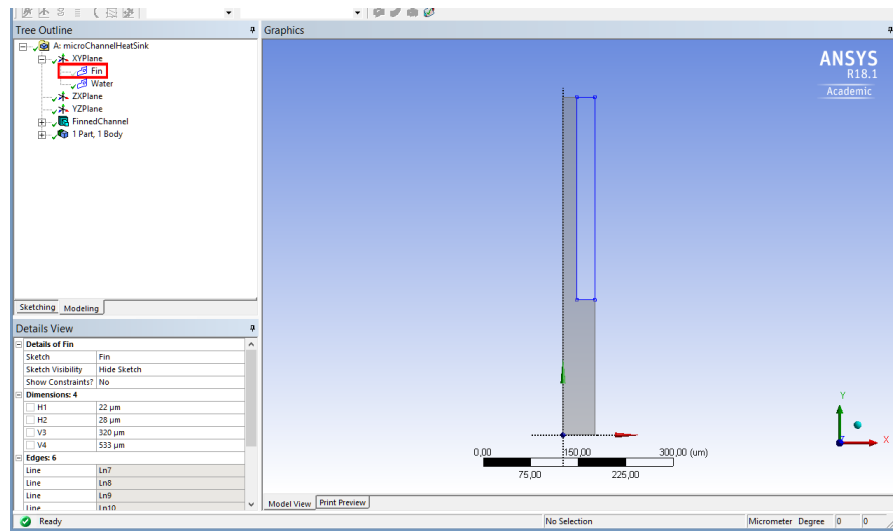 Tree Outline
Graphics
A: microChannelHeatSink
XYPlane
Fin
Water
ZXPlane
YZPlane
FinnedChannel
1 Part, 1 Body
ANSYS
R18.1
Academic
Sketching Modeling
Details View
Details of Fin
Sketch Fin
Sketch Visibility Hide Sketch
Show Constraints? No
Dimensions: 4
H1 22 µm
H2 28 µm
V3 320 µm
V4 533 µm
Edges: 6
Line Ln7
Line Ln8
Line Ln9
Line Ln10
Y
X
Z
0,00 150,00 300,00 (um)
75,00 225,00
Model View Print Preview
Ready No Selection Micrometer Degree 0 0